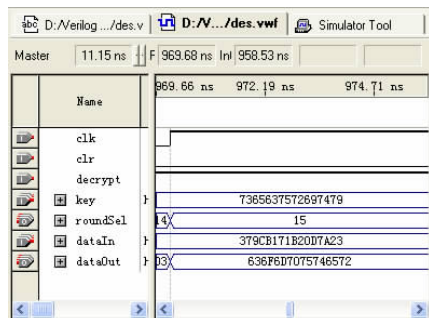 abc D:/Verilog .../des.v D:/V.../des.vwf Simulator Tool
Master 11.15 ns F 969.68 ns Inl 958.53 ns
Name 969.66 ns 972.19 ns 974.71 ns
clk
clr
decrypt
key H 7365637572697479
roundSel 14 15
dataIn H 379CB171B20D7A23
dataOut H 03 636F6D7075746572